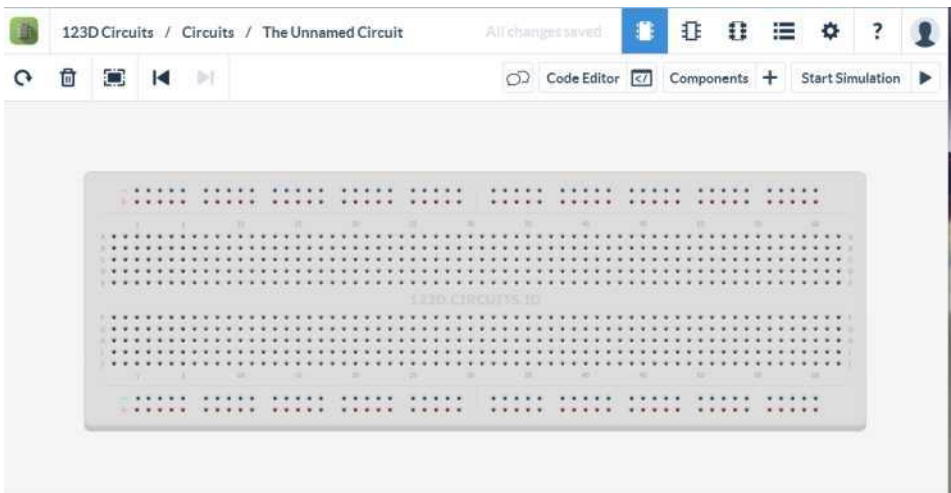 123D Circuits / Circuits / The Unnamed Circuit All changes saved ?
Code Editor </> Components + Start Simulation
123D.CIRCUITS.IO